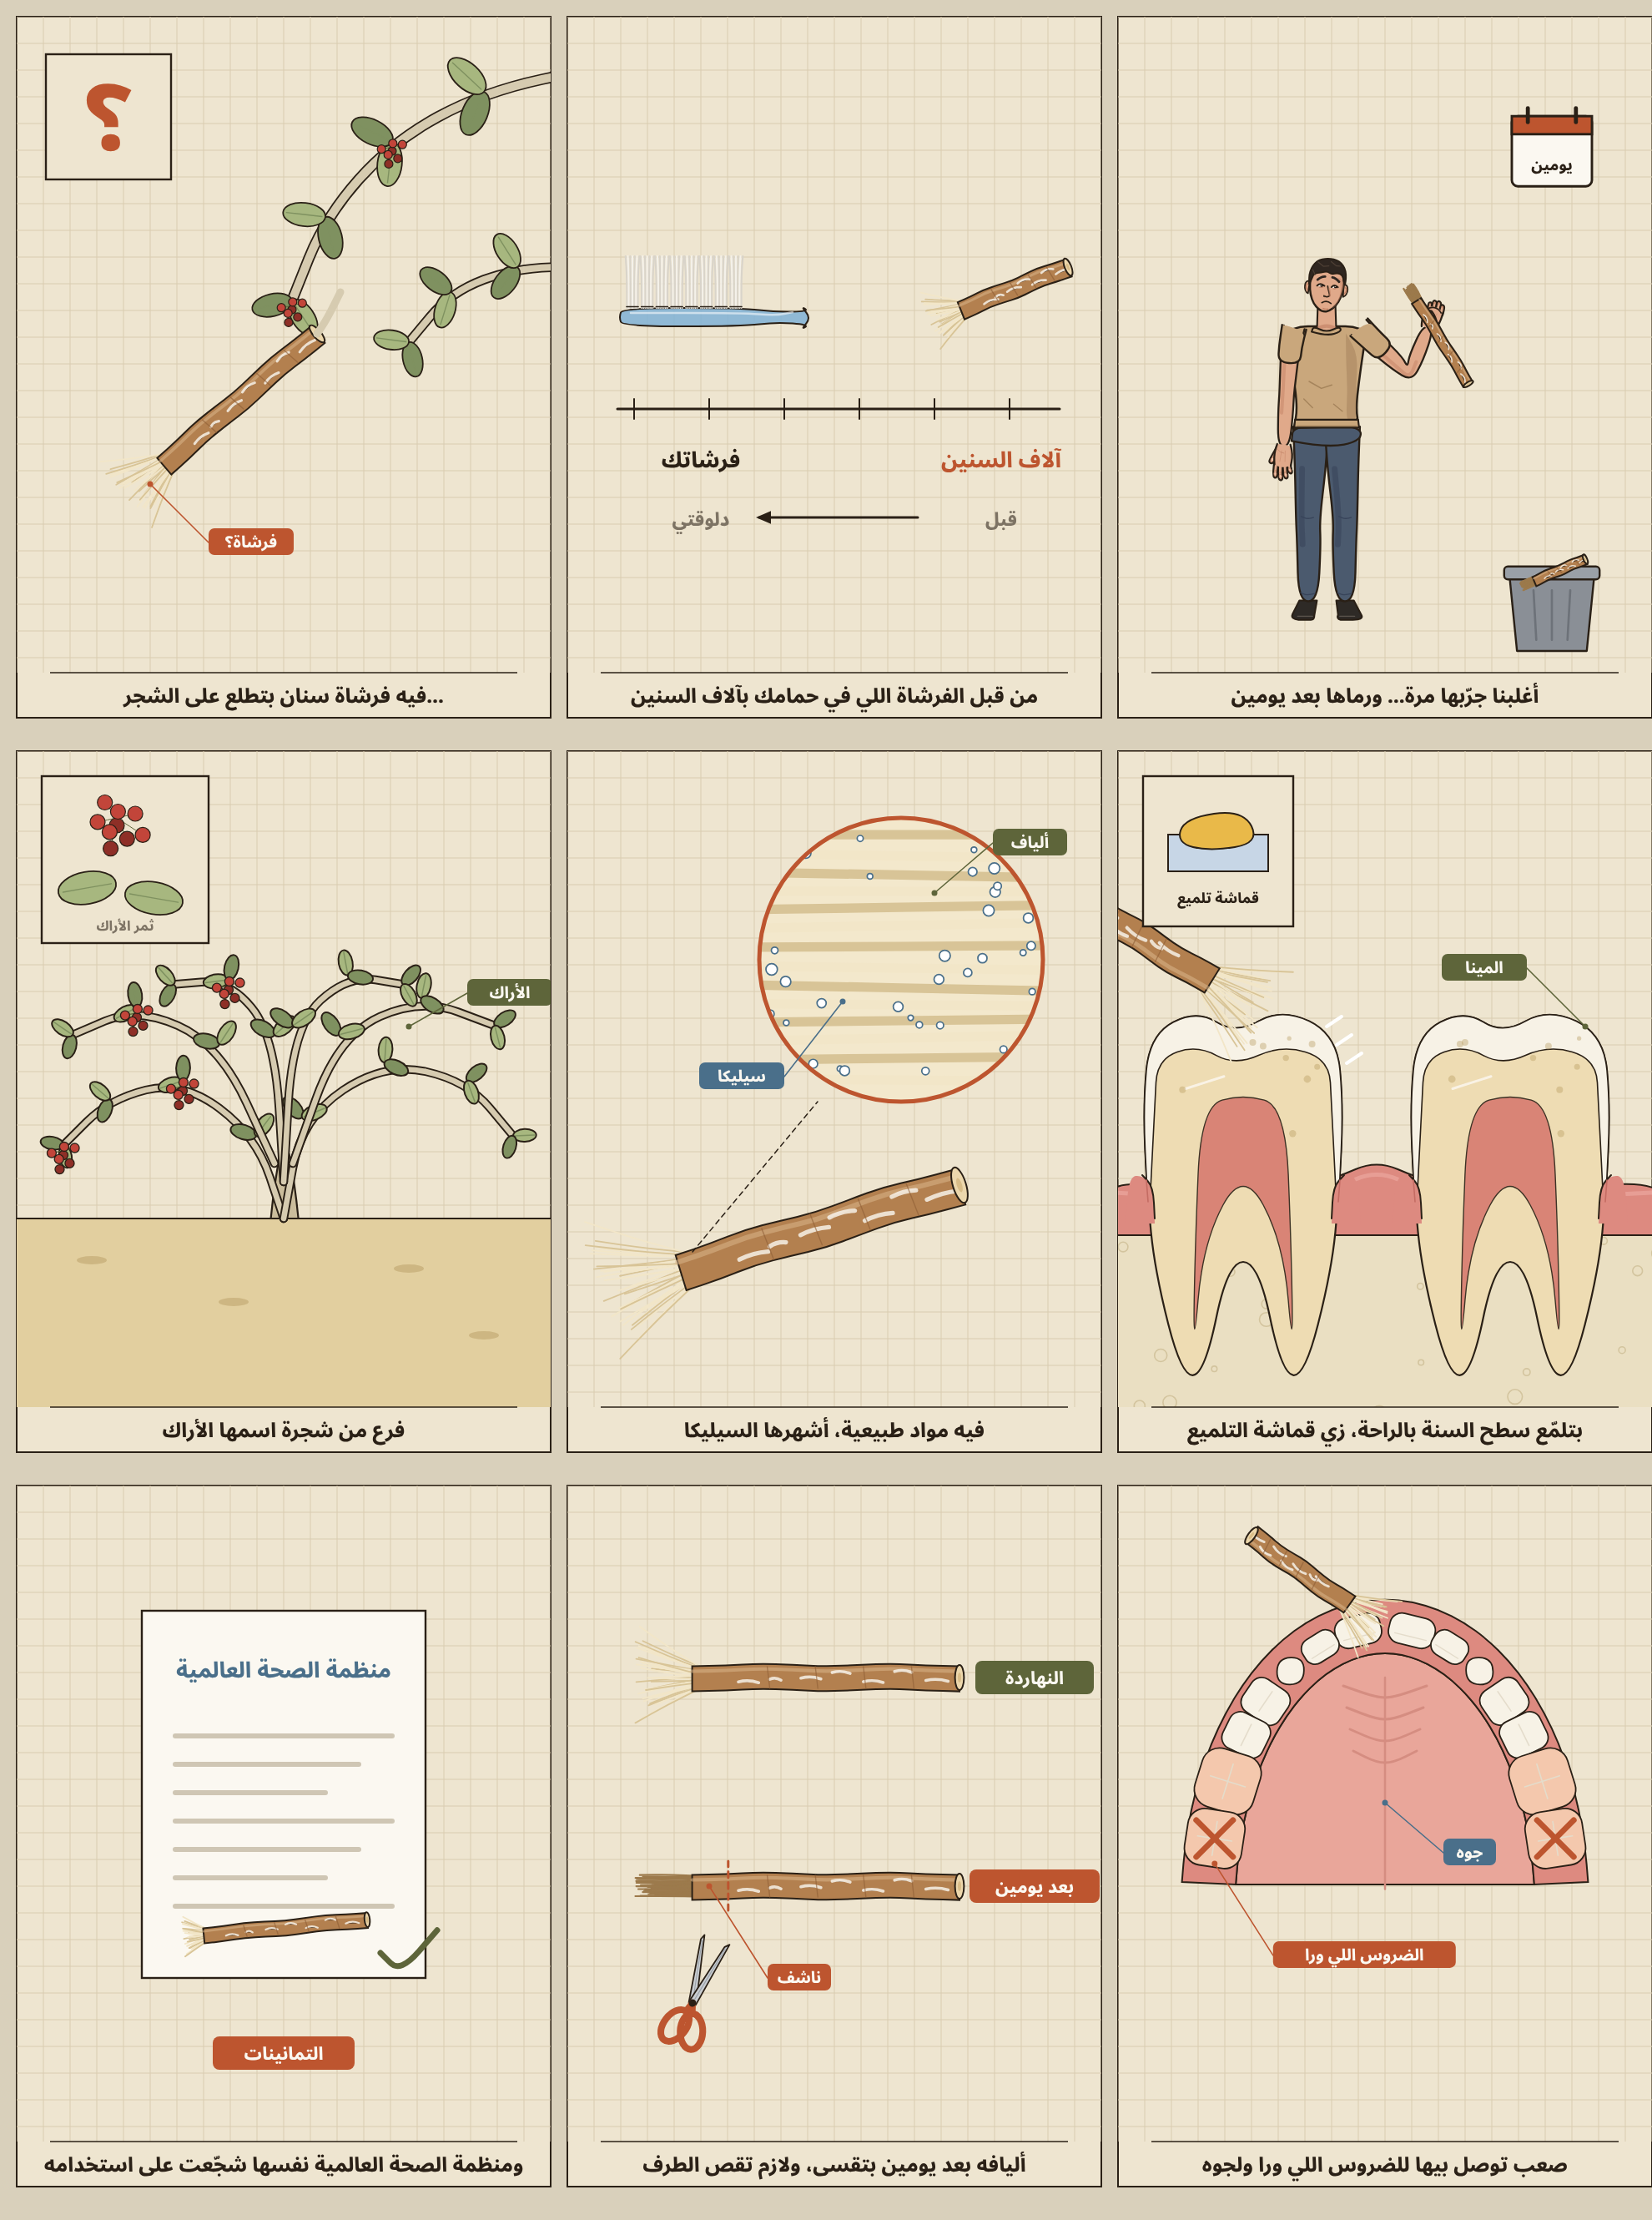 ؟
فرشاة؟
...فيه فرشاة سنان بتطلع على الشجر
آلاف السنين
فرشاتك
قبل
دلوقتي
من قبل الفرشاة اللي في حمامك بآلاف السنين
يومين
أغلبنا جرّبها مرة... ورماها بعد يومين
ثمر الأراك
الأراك
فرع من شجرة اسمها الأراك
ألياف
سيليكا
فيه مواد طبيعية، أشهرها السيليكا
قماشة تلميع
المينا
بتلمّع سطح السنة بالراحة، زي قماشة التلميع
منظمة الصحة العالمية
التمانينات
ومنظمة الصحة العالمية نفسها شجّعت على استخدامه
النهاردة
بعد يومين
ناشف
أليافه بعد يومين بتقسى، ولازم تقص الطرف
جوه
الضروس اللي ورا
صعب توصل بيها للضروس اللي ورا ولجوه